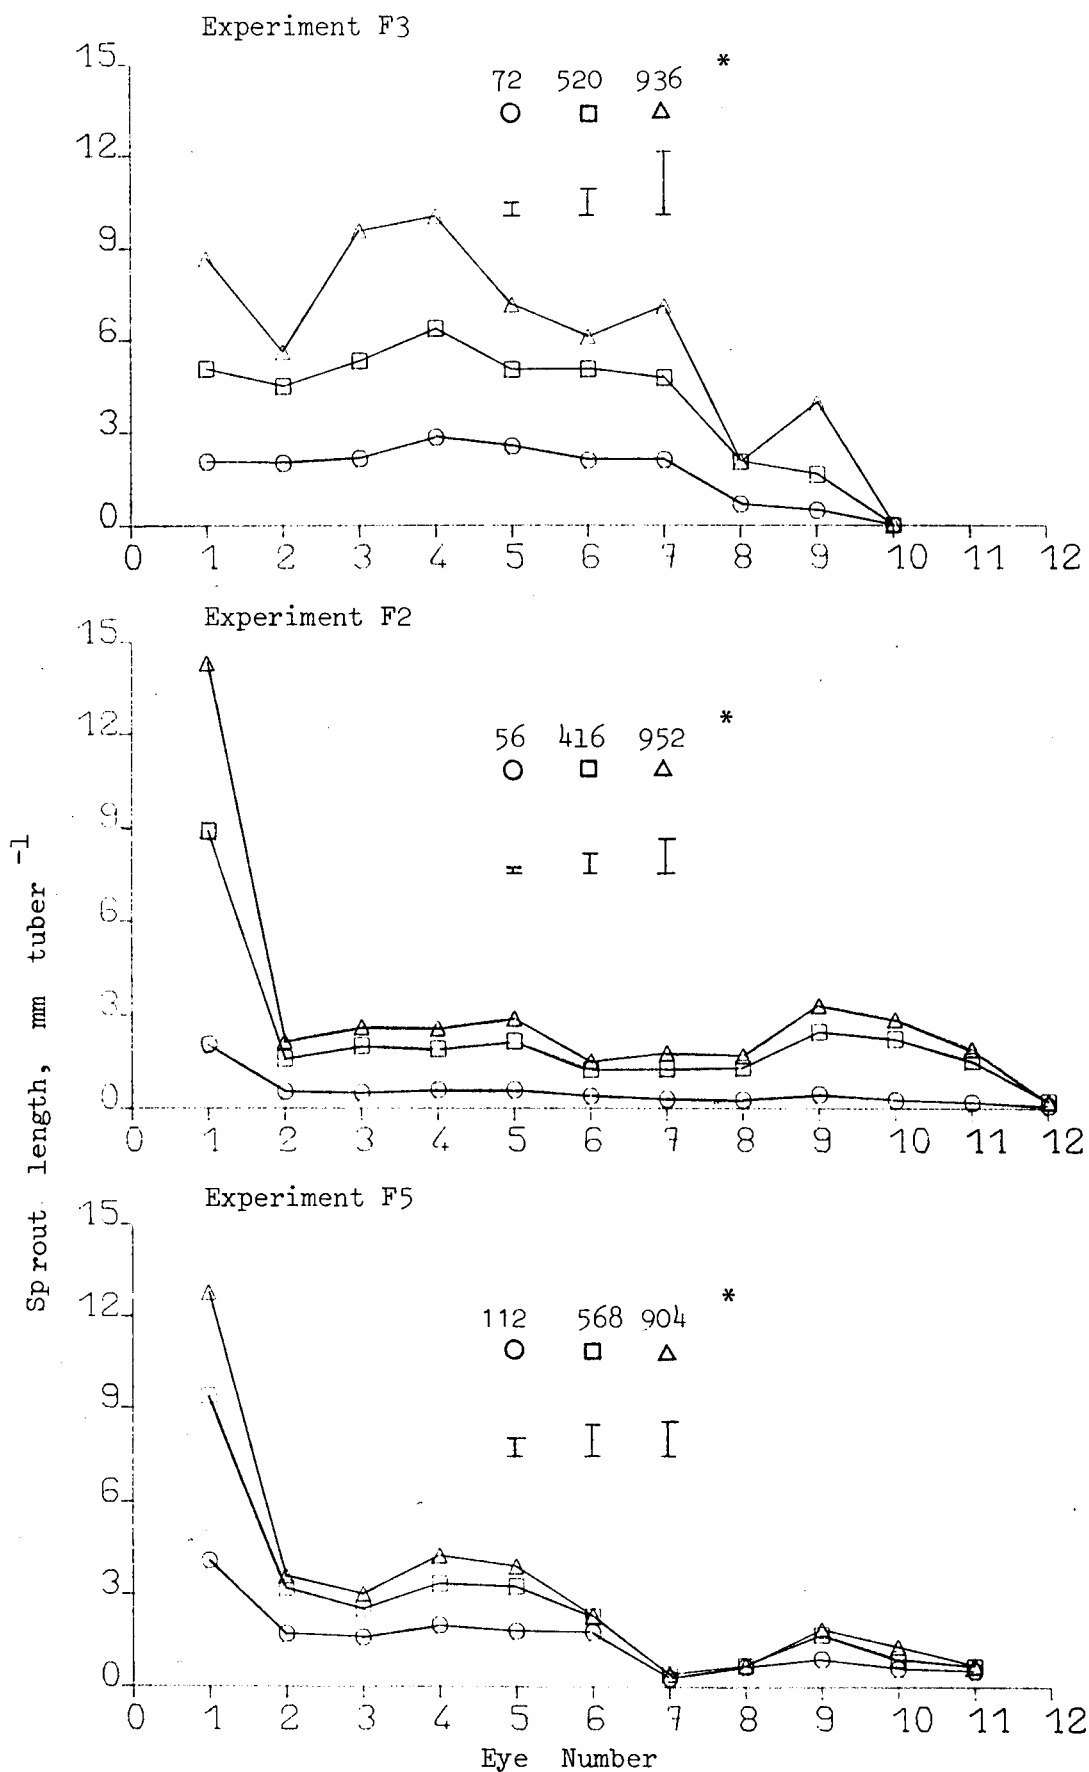 Experiment F3
15
*
72 520 936
12
9
6
3
0
0 1 2 3 4 5 6 7 8 9 10 11 12
Experiment F2
15
*
56 416 952
12
9
6
3
0
0 1 2 3 4 5 6 7 8 9 10 11 12
Experiment F5
15
*
112 568 904
12
9
6
3
0
0 1 2 3 4 5 6 7 8 9 10 11 12
Eye Number
Sprout length, mm tuber -1